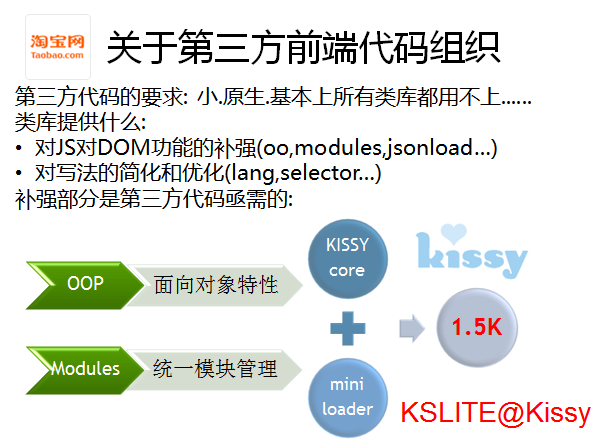 淘宝网
Taobao.com
关于第三方前端代码组织
第三方代码的要求: 小.原生.基本上所有类库都用不上......
类库提供什么:
• 对JS对DOM功能的补强(oo,modules,jsonload...)
• 对写法的简化和优化(lang,selector...)
补强部分是第三方代码亟需的:
OOP
面向对象特性
KISSY
core
kissy
1.5K
Modules
统一模块管理
mini
loader
KSLITE@Kissy